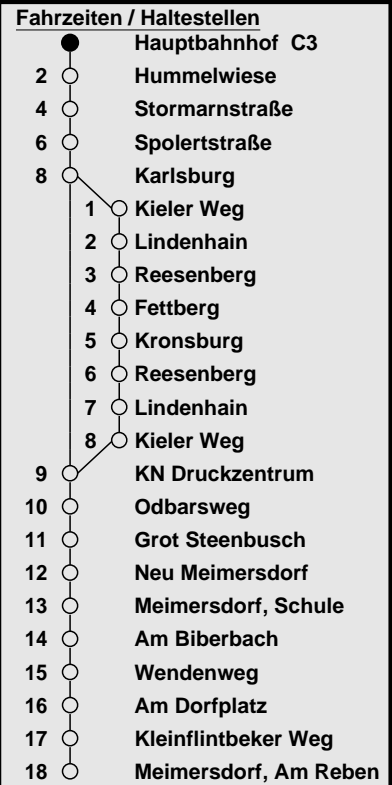 Fahrzeiten / Haltestellen
Hauptbahnhof C3
2 Hummelwiese
4 Stormarnstraße
6 Spolertstraße
8 Karlsburg
1 Kieler Weg
2 Lindenhain
3 Reesenberg
4 Fettberg
5 Kronsburg
6 Reesenberg
7 Lindenhain
8 Kieler Weg
9 KN Druckzentrum
10 Odbarsweg
11 Grot Steenbusch
12 Neu Meimersdorf
13 Meimersdorf, Schule
14 Am Biberbach
15 Wendenweg
16 Am Dorfplatz
17 Kleinflintbeker Weg
18 Meimersdorf, Am Reben